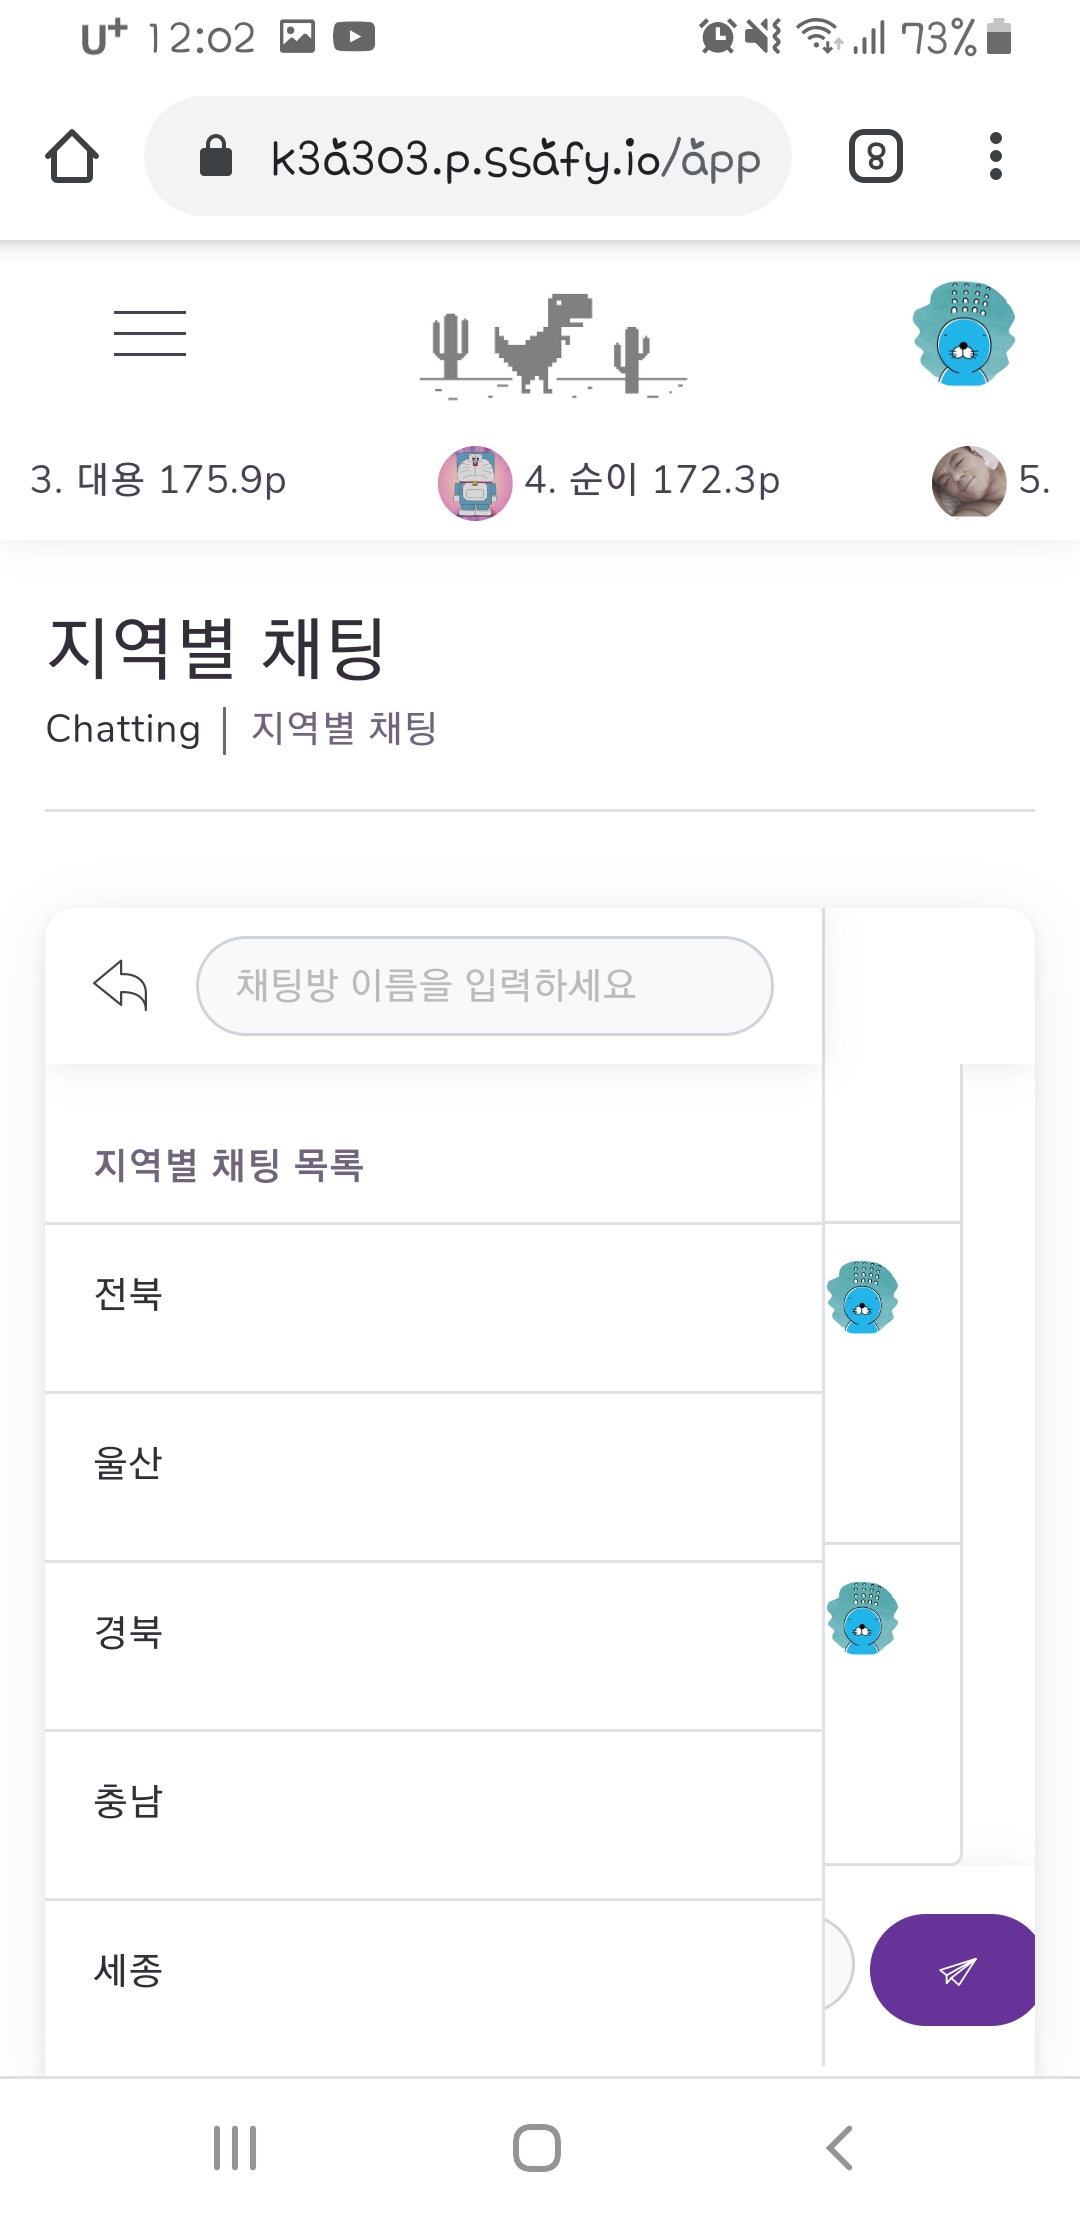 U+ 12:02 73%
k3a303.p.ssafy.io/app
8
3. 대용 175.9p 4. 순이 172.3p 5.
지역별 채팅
Chatting | 지역별 채팅
채팅방 이름을 입력하세요
지역별 채팅 목록
전북
울산
경북
충남
세종